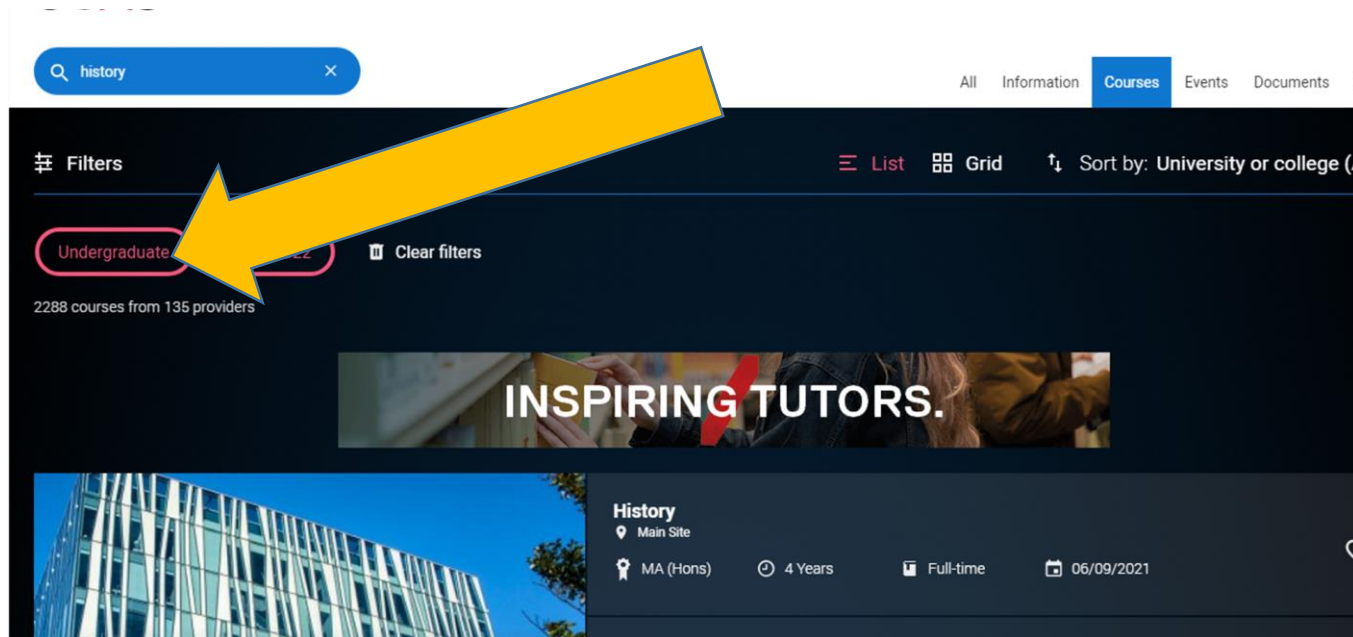 history
All Information Courses Events Documents
Filters
List Grid Sort by: University or college (
Undergraduate
Clear filters
2288 courses from 135 providers
INSPIRING TUTORS.
History
Main Site
MA (Hons) 4 Years Full-time 06/09/2021